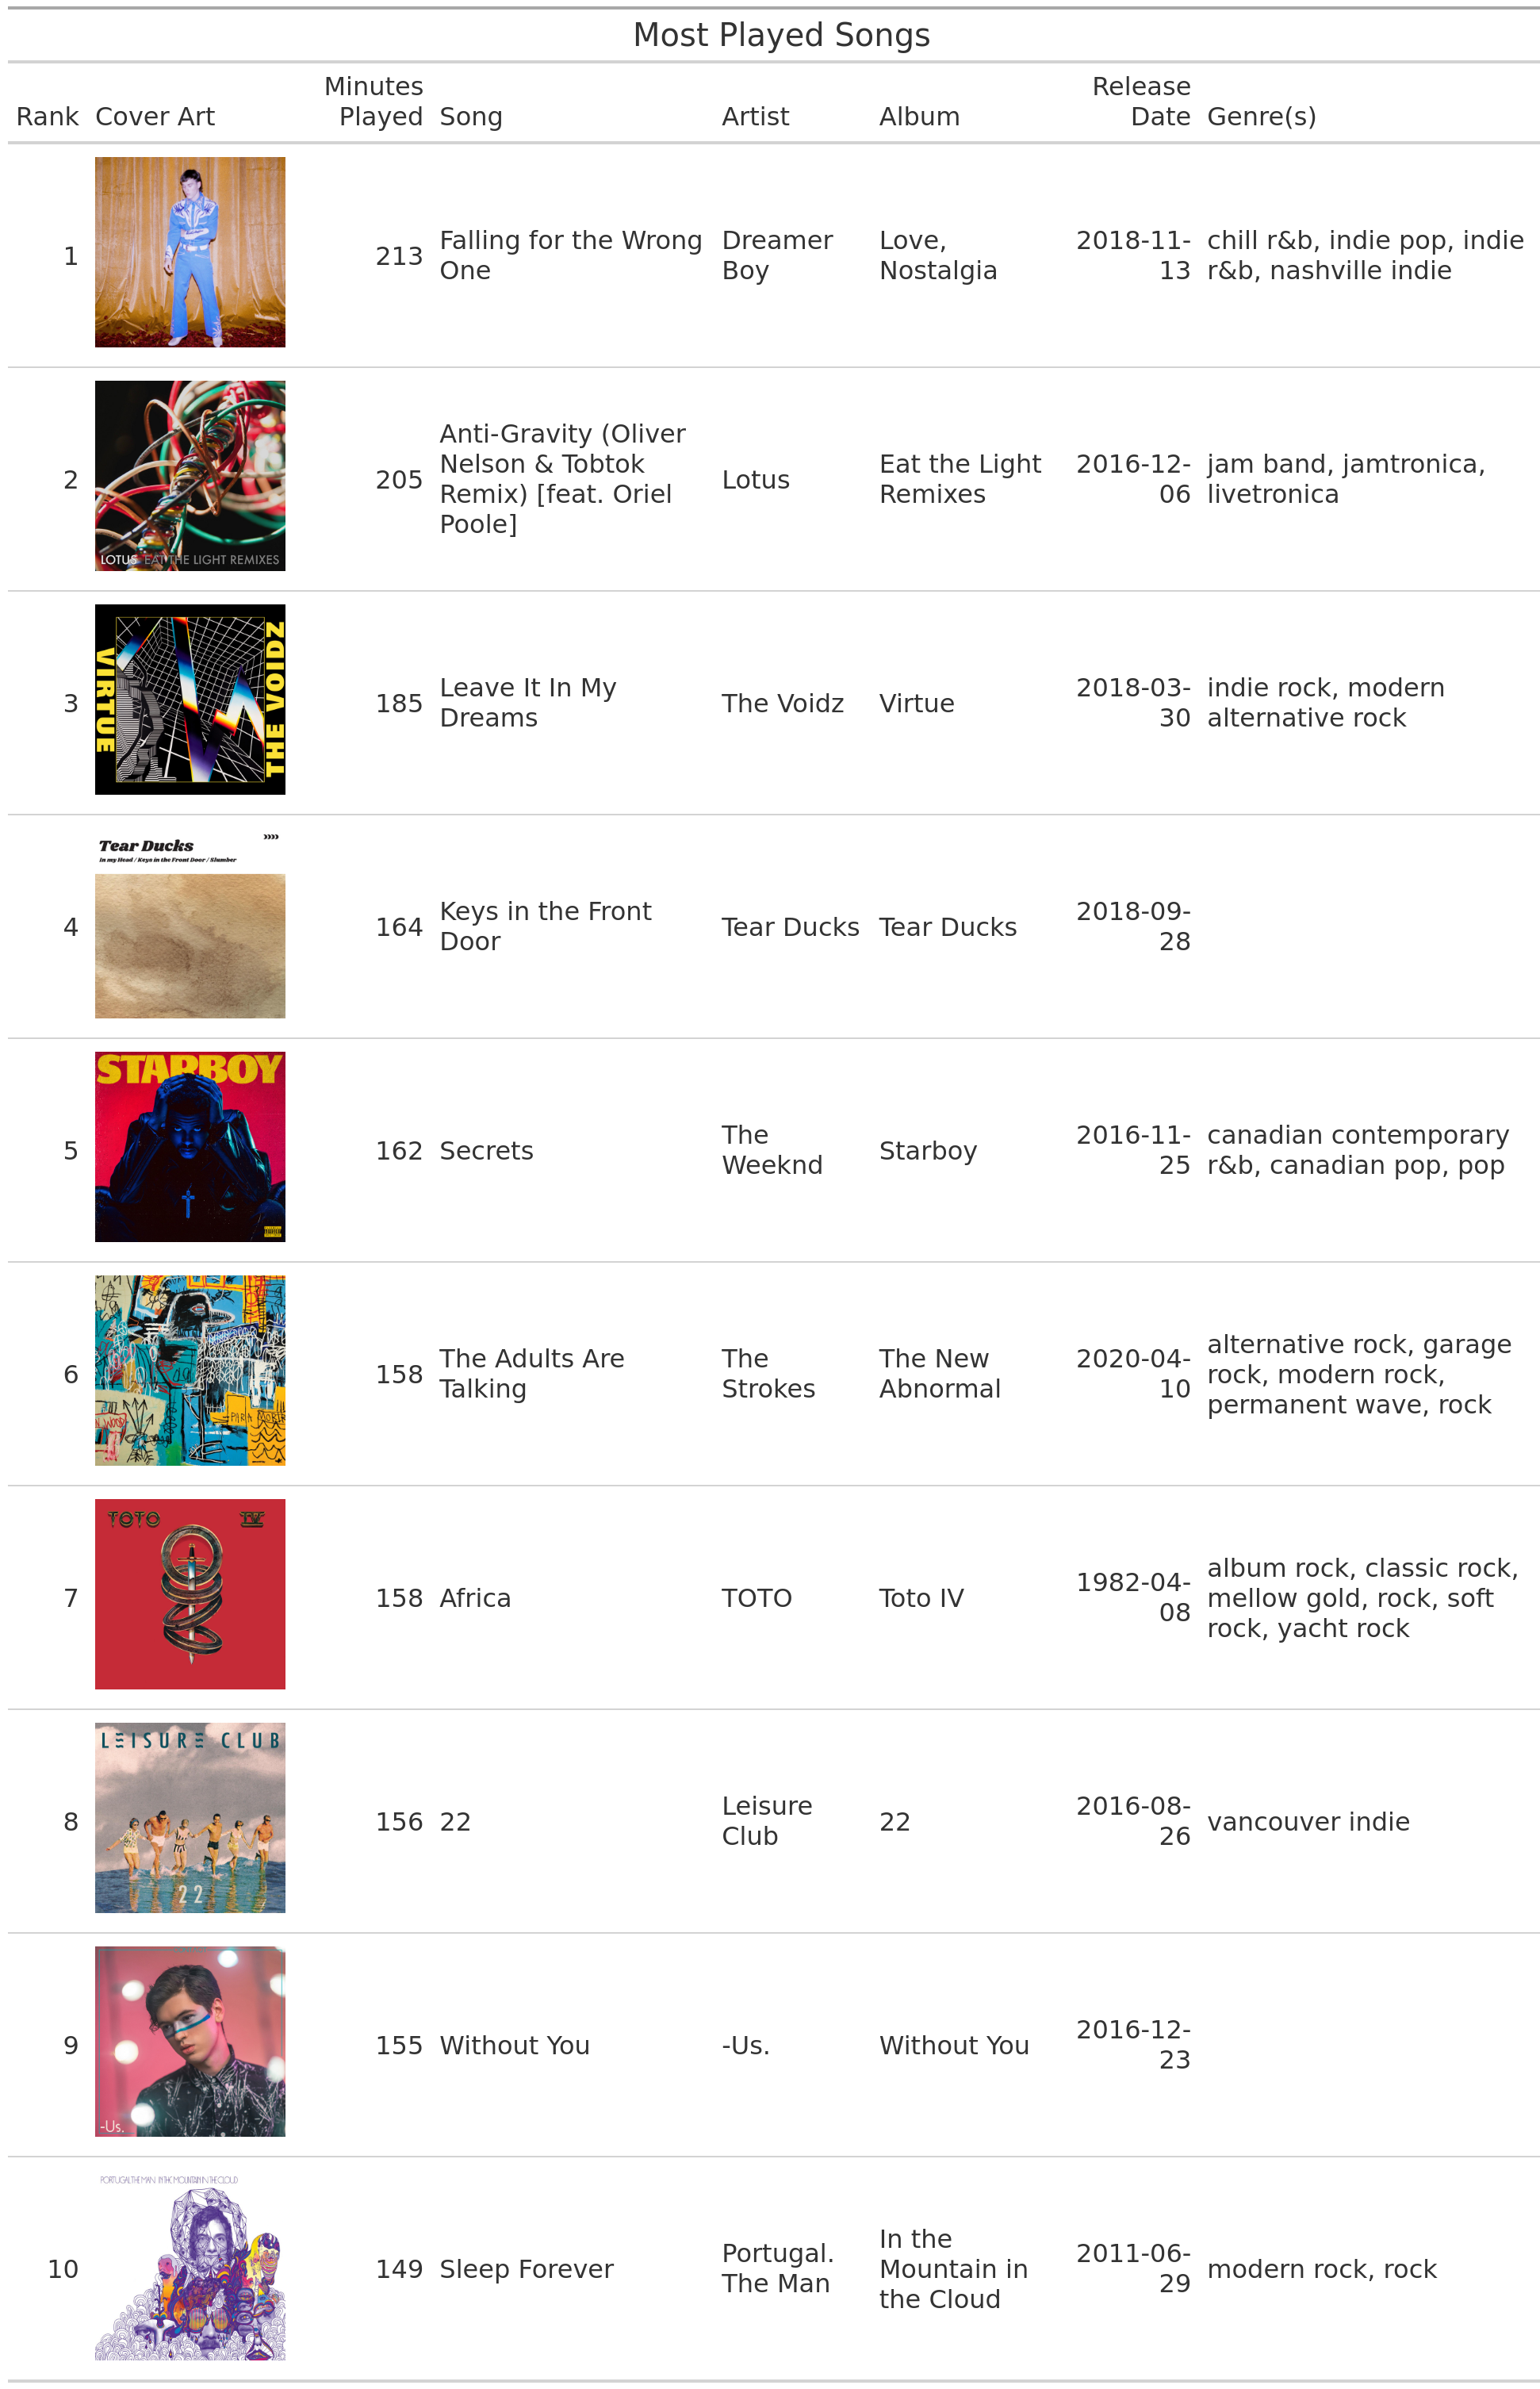 Most Played Songs
Minutes Release
Rank Cover Art Played Song Artist Album Date Genre(s)
Falling for the Wrong Dreamer Love, 2018-11- chill r&b, indie pop, indie
1 213
One Boy Nostalgia 13 r&b, nashville indie
Anti-Gravity (Oliver
Nelson & Tobtok Eat the Light 2016-12- jam band, jamtronica,
2 205 Lotus
Remix) [feat. Oriel Remixes 06 livetronica
Poole]
LOTUS EAT THE LIGHT REMIXES
VIRTUE
THE VOIDZ
Leave It In My 2018-03- indie rock, modern
3 185 The Voidz Virtue
Dreams 30 alternative rock
Tear Ducks
In my Head / Keys in the Front Door / Slumber
Keys in the Front 2018-09-
4 164 Tear Ducks Tear Ducks
Door 28
STARBOY
The 2016-11- canadian contemporary
5 162 Secrets Starboy
Weeknd 25 r&b, canadian pop, pop
alternative rock, garage
The Adults Are The The New 2020-04-
6 158 rock, modern rock,
Talking Strokes Abnormal 10
permanent wave, rock
TOTO IV
album rock, classic rock,
1982-04-
7 158 Africa TOTO Toto IV mellow gold, rock, soft
08
rock, yacht rock
LEISURE CLUB
Leisure 2016-08-
8 156 22 22 vancouver indie
Club 26
22
2016-12-
9 155 Without You -Us. Without You
23
-Us.
PORTUGAL THE MAN IN THE MOUNTAIN IN THE CLOUD
In the
Portugal. 2011-06-
10 149 Sleep Forever Mountain in modern rock, rock
The Man 29
the Cloud